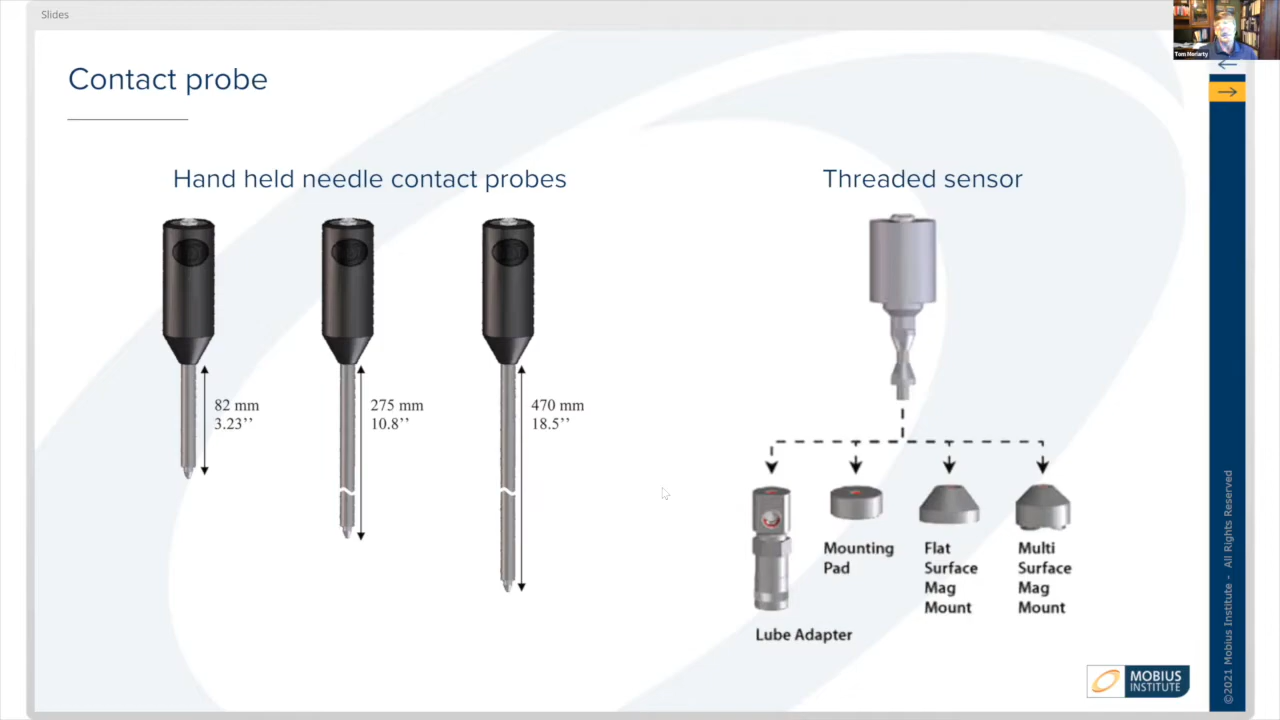 Slides
Tom Moriarty
Contact probe
Hand held needle contact probes
Threaded sensor
82 mm
3.23’’
275 mm
10.8’’
470 mm
18.5’’
Lube Adapter
Mounting
Pad
Flat
Surface
Mag
Mount
Multi
Surface
Mag
Mount
MOBIUS
INSTITUTE
©2021 Mobius Institute - All Rights Reserved